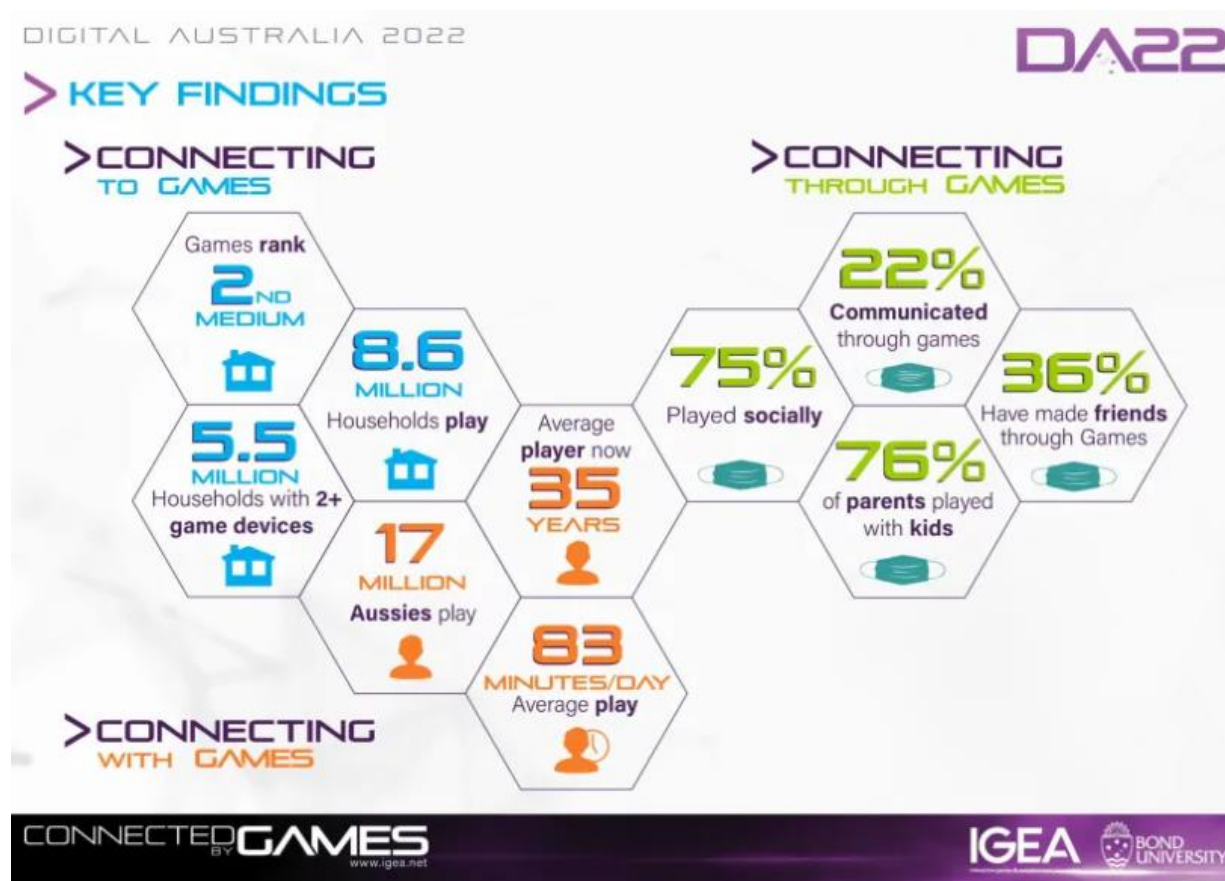 DIGITAL AUSTRALIA 2022
DA22
> KEY FINDINGS
>CONNECTING
TO GAMES
Games rank
2ND
MEDIUM
8.6
MILLION
Households play
5.5
MILLION
Households with 2+
game devices
17
MILLION
Aussies play
Average
player now
35
YEARS
83
MINUTES/DAY
Average play
>CONNECTING
WITH GAMES
>CONNECTING
THROUGH GAMES
22%
Communicated
through games
75%
Played socially
36%
Have made friends
through Games
76%
of parents played
with kids
CONNECTED
BY
GAMES
www.igea.net
IGEA
BOND
UNIVERSITY